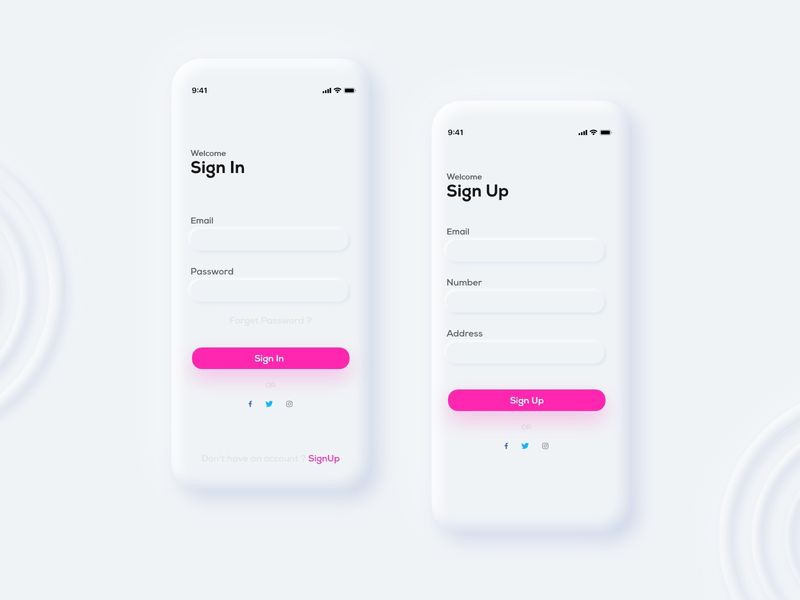 9:41
Welcome
Sign In
Email
Password
Forget Password ?
Sign In
OR
Don't have an account ? SignUp
9:41
Welcome
Sign Up
Email
Number
Address
Sign Up
OR